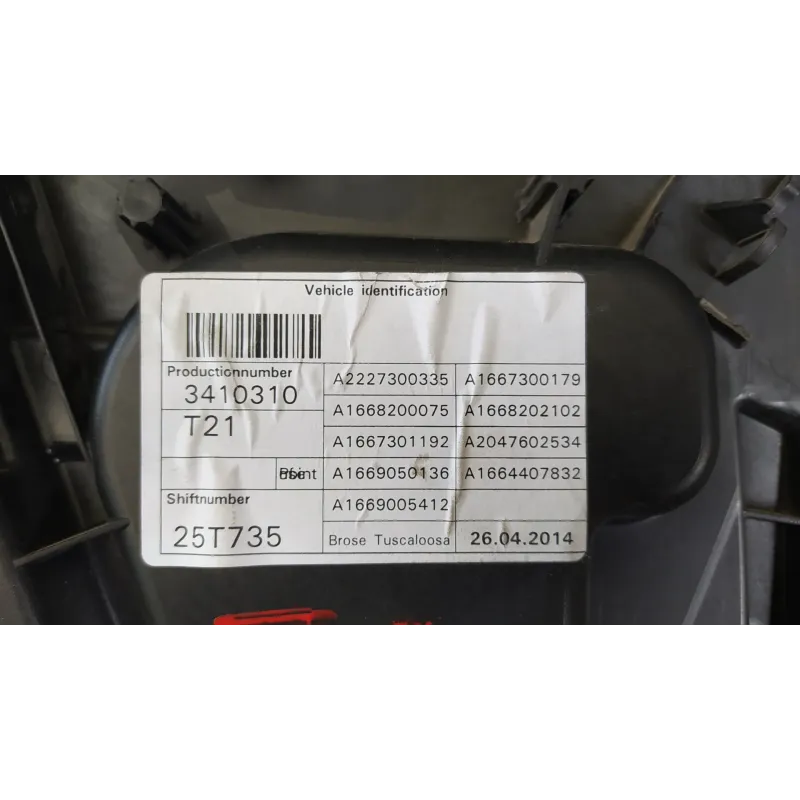 Vehicle identification
Productionnumber
3410310
T21
Shiftnumber
25T735
A2227300335 A1667300179
A1668200075 A1668202102
A1667301192 A2047602534
A1669050136 A1664407832
A1669005412
Brose Tuscaloosa 26.04.2014